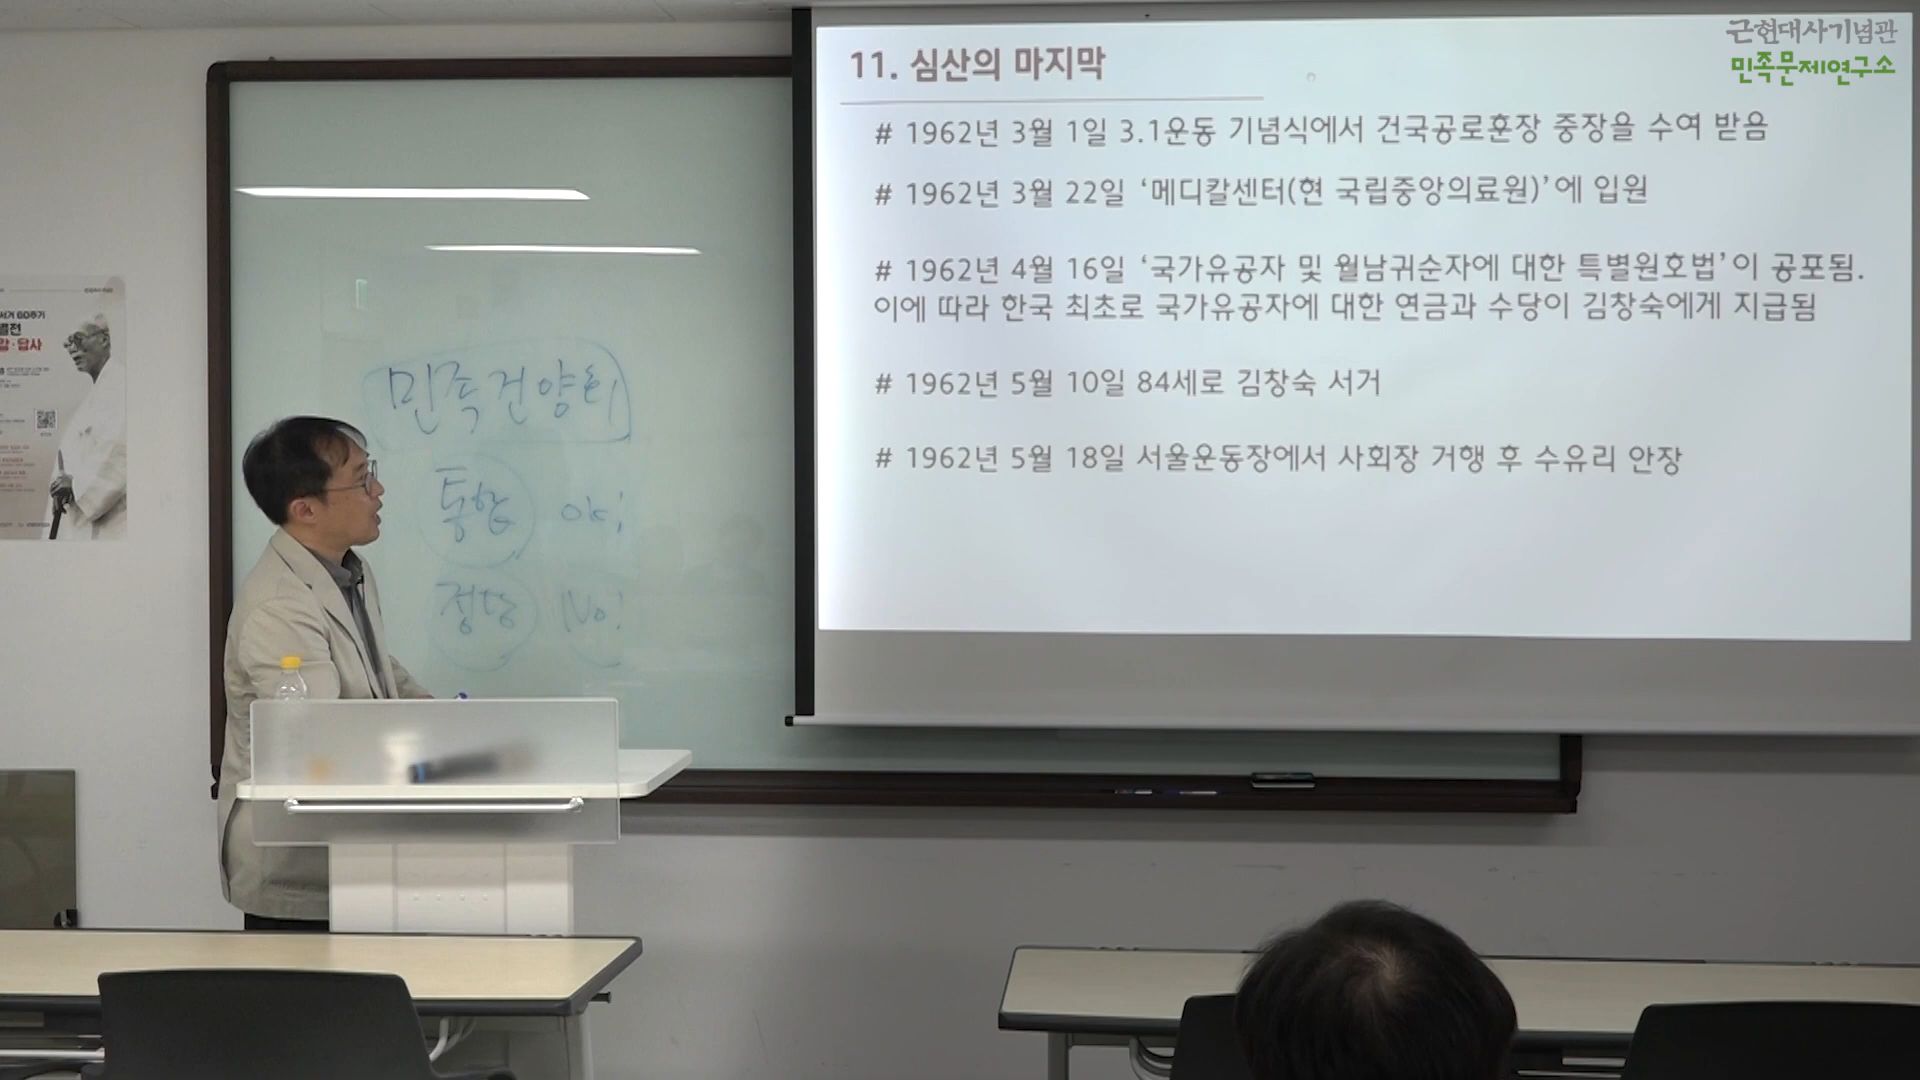 근현대사기념관
민족문제연구소
11. 심산의 마지막
# 1962년 3월 1일 3.1운동 기념식에서 건국공로훈장 중장을 수여 받음
# 1962년 3월 22일 ‘메디칼센터(현 국립중앙의료원)’에 입원
# 1962년 4월 16일 ‘국가유공자 및 월남귀순자에 대한 특별원호법’이 공포됨.
이에 따라 한국 최초로 국가유공자에 대한 연금과 수당이 김창숙에게 지급됨
# 1962년 5월 10일 84세로 김창숙 서거
# 1962년 5월 18일 서울운동장에서 사회장 거행 후 수유리 안장
민족건양회
통합 OK!
정당 No!
서거 60주기
별전
답사